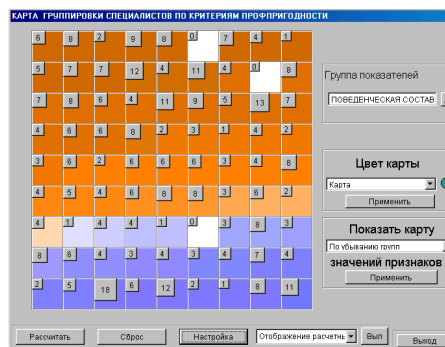 КАРТА ГРУППИРОВКИ СПЕЦИАЛИСТОВ ПО КРИТЕРИЯМ ПРОФПРИГОДНОСТИ
6 8 2 9 8 0 7 4 1
5 7 7 12 4 11 4 0 8
Группа показателей
7 8 6 4 11 9 5 13 7
ПОВЕДЕНЧЕСКАЯ СОСТАВ
4 6 6 8 2 3 1 4 2
3 6 2 6 6 6 3 4 8
Цвет карты
4 5 4 6 8 8 3 6 2
Карта
Применить
4 1 4 4 1 0 3 8 3
Показать карту
По убыванию групп
8 6 4 3 4 3 4 7 4
значений признаков
Применить
2 5 18 6 12 2 1 8 11
Рассчитать Сброс Настройка Отображение расчетнь Вып Выход